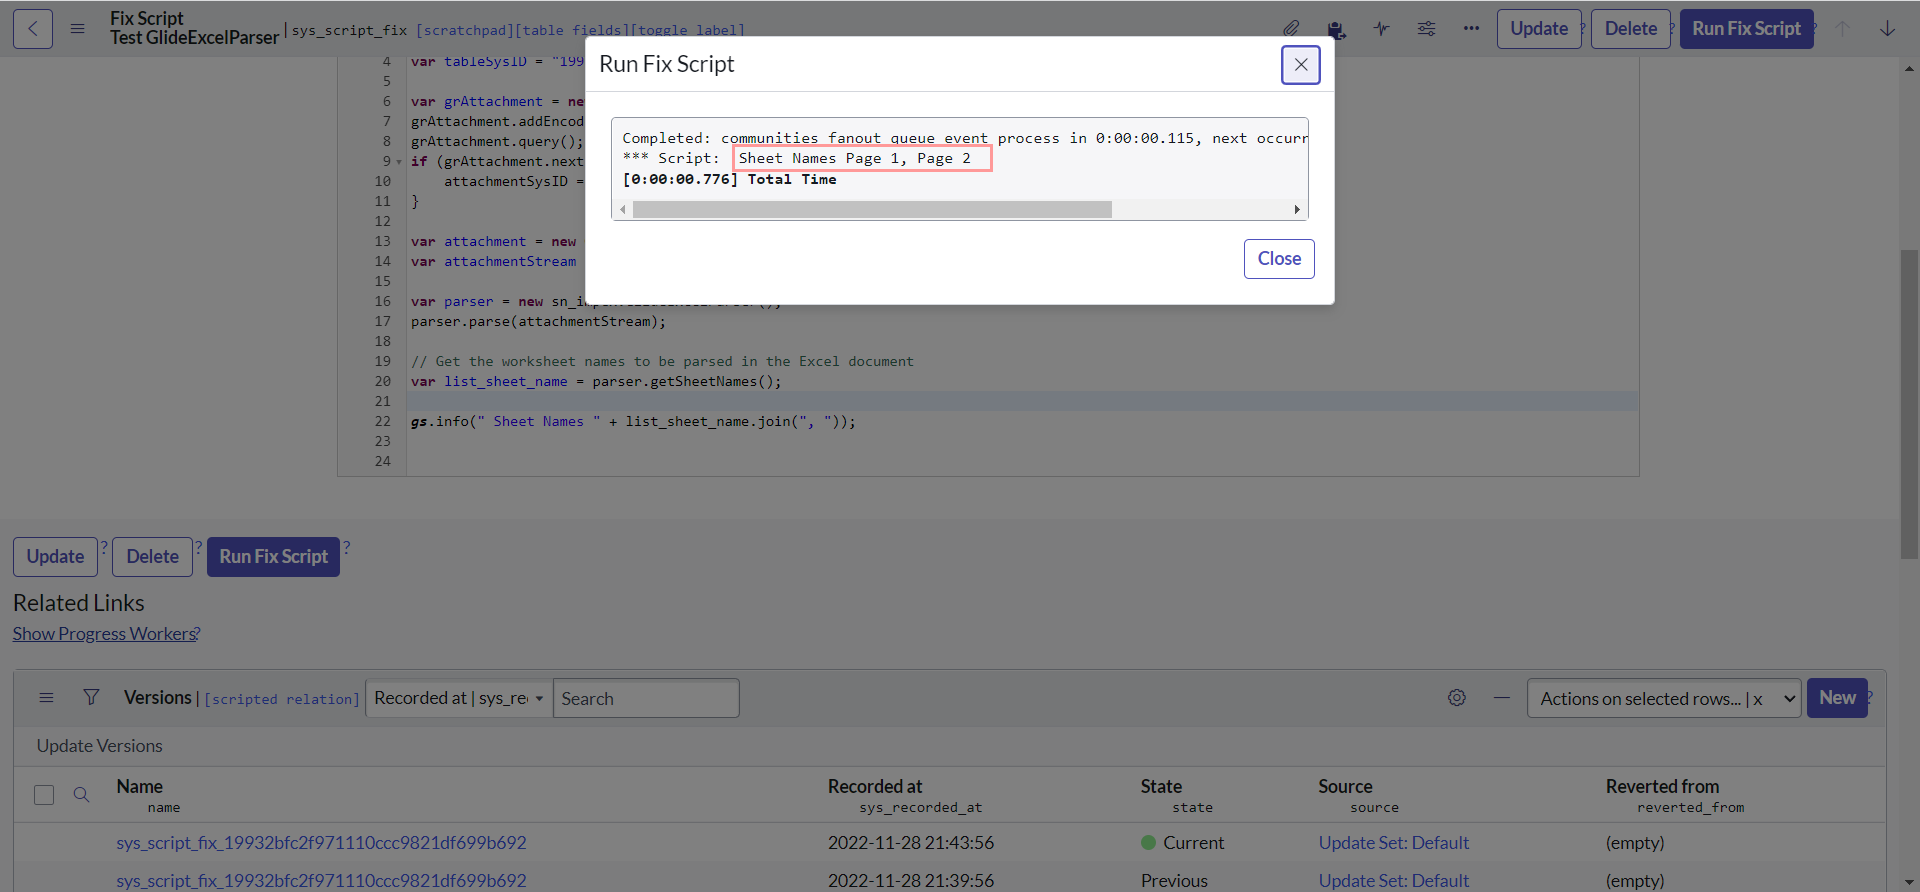 Fix Script
Test GlideExcelParser | sys_script_fix [scratchpad][table fields][toggle label]
Update ? Delete ? Run Fix Script ?
Run Fix Script
Completed: communities fanout queue event process in 0:00:00.115, next occurr
*** Script: Sheet Names Page 1, Page 2
[0:00:00.776] Total Time
Close
4 var tableSysID = "199
5
6 var grAttachment = ne
7 grAttachment.addEncod
8 grAttachment.query();
9 if (grAttachment.next
10 attachmentSysID =
11 }
12
13 var attachment = new
14 var attachmentStream
15
16 var parser = new
17 parser.parse(attachmentStream);
18
19 // Get the worksheet names to be parsed in the Excel document
20 var list_sheet_name = parser.getSheetNames();
21
22 gs.info(" Sheet Names " + list_sheet_name.join(", "));
23
24
Update ? Delete ? Run Fix Script ?
Related Links
Show Progress Workers?
Versions | [scripted relation] Recorded at | sys_re Search Actions on selected rows... | x New ?
Update Versions
Name Recorded at State Source Reverted from
name sys_recorded_at state source reverted_from
sys_script_fix_19932bfc2f971110ccc9821df699b692 2022-11-28 21:43:56 Current Update Set: Default (empty)
sys_script_fix_19932bfc2f971110ccc9821df699b692 2022-11-28 21:39:56 Previous Update Set: Default (empty)